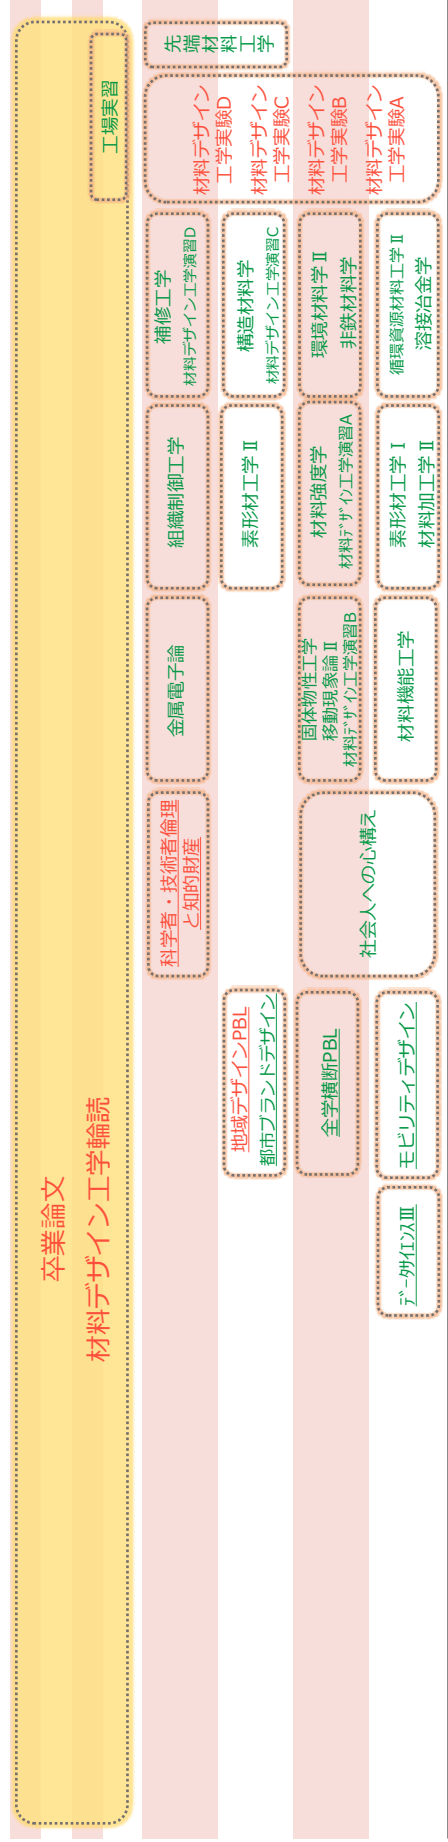 卒業論文
材料デザイン工学輪読
工場実習
先端材料工学
材料デザイン
工学実験D
材料デザイン
工学実験C
材料デザイン
工学実験B
材料デザイン
工学実験A
補修工学
材料デザイン工学演習D
構造材料学
材料デザイン工学演習C
環境材料学Ⅱ
非鉄材料学
循環資源材料工学Ⅱ
溶接冶金学
組織制御工学
素形材工学Ⅱ
材料強度学
材料ﾃﾞｻﾞｲﾝ工学演習A
素形材工学Ⅰ
材料加工学Ⅱ
金属電子論
固体物性工学
移動現象論Ⅱ
材料ﾃﾞｻﾞｲﾝ工学演習B
材料機能工学
科学者・技術者倫理
と知的財産
社会人への心構え
地域デザインPBL
都市ブランドデザイン
全学横断PBL
モビリティデザイン
ﾃﾞｰﾀｻｲｴﾝｽⅢ